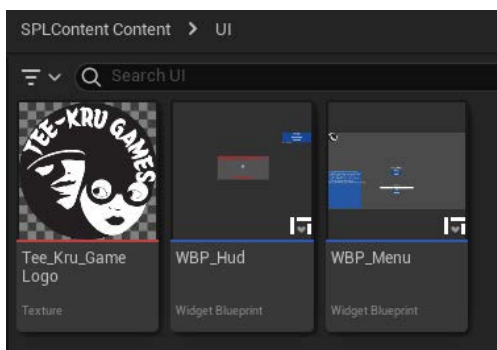 SPLContent Content > UI
Search UI
TEE-KRU GAMES
Tee_Kru_Game
Logo
Texture
WBP_Hud
Widget Blueprint
WBP_Menu
Widget Blueprint